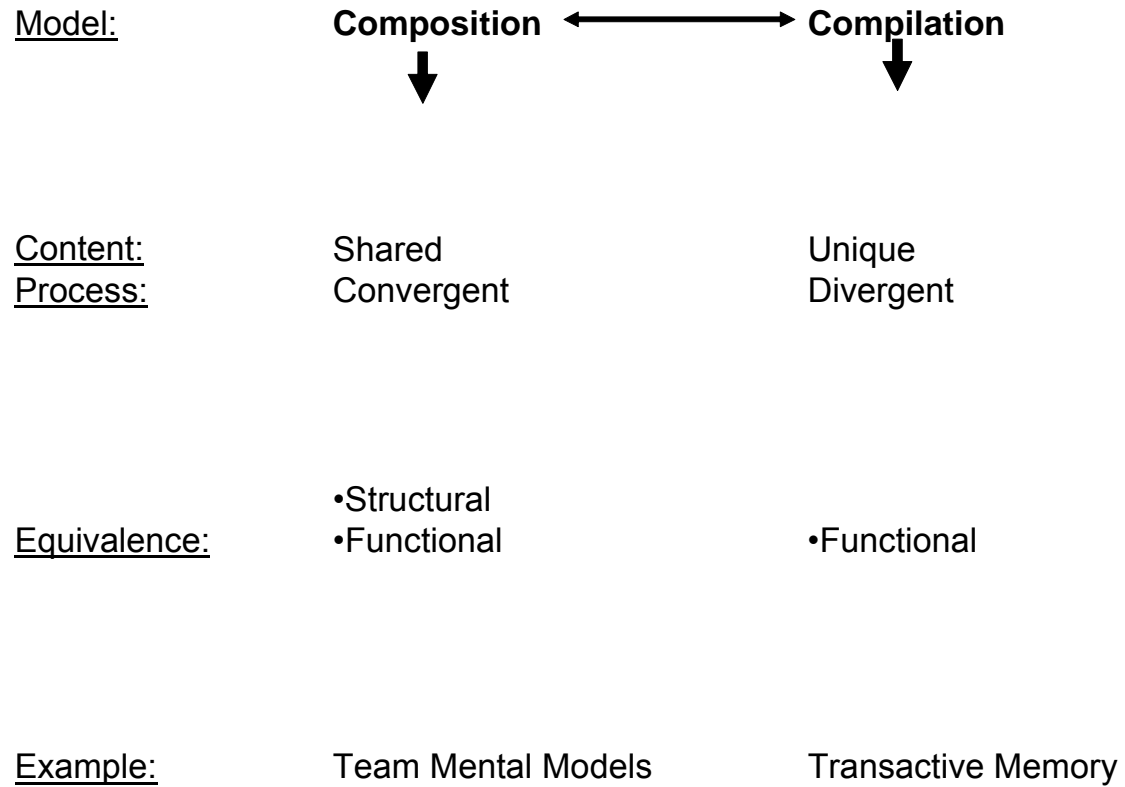 Model: Composition Compilation
Content: Shared Unique
Process: Convergent Divergent
•Structural
Equivalence: •Functional •Functional
Example: Team Mental Models Transactive Memory